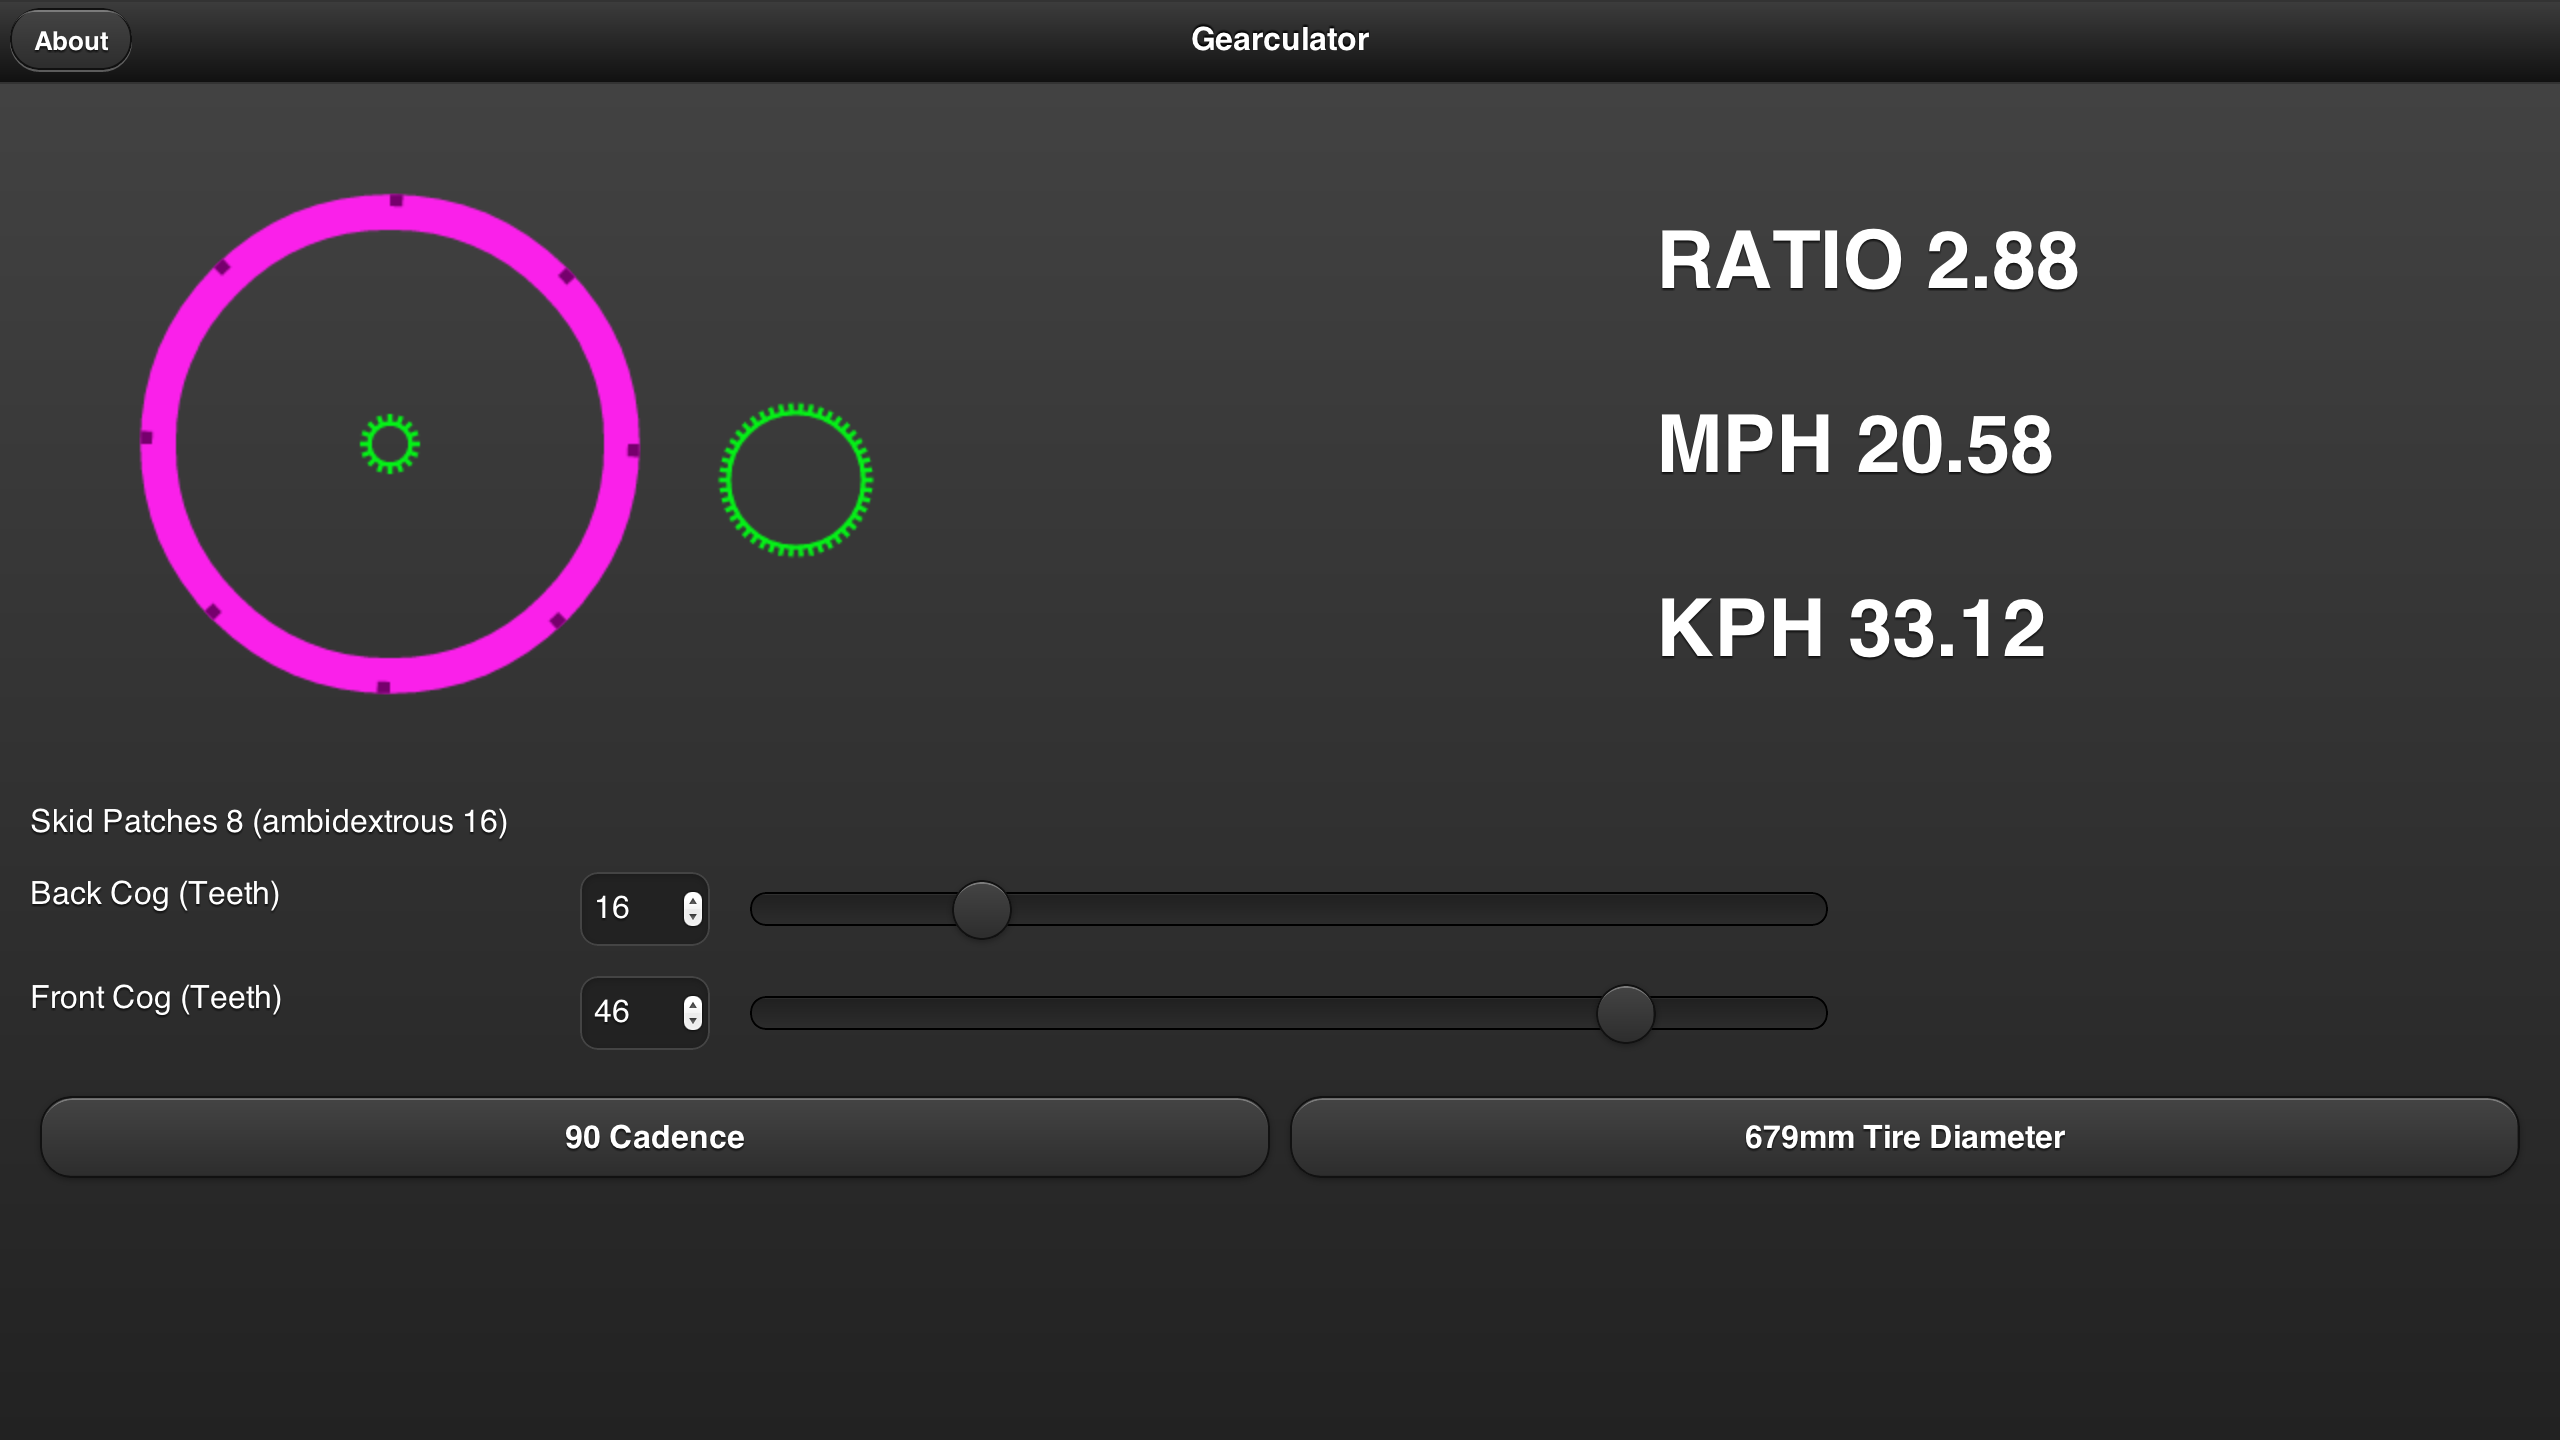 About
Gearculator
RATIO 2.88
MPH 20.58
KPH 33.12
Skid Patches 8 (ambidextrous 16)
Back Cog (Teeth)
16
Front Cog (Teeth)
46
90 Cadence
679mm Tire Diameter